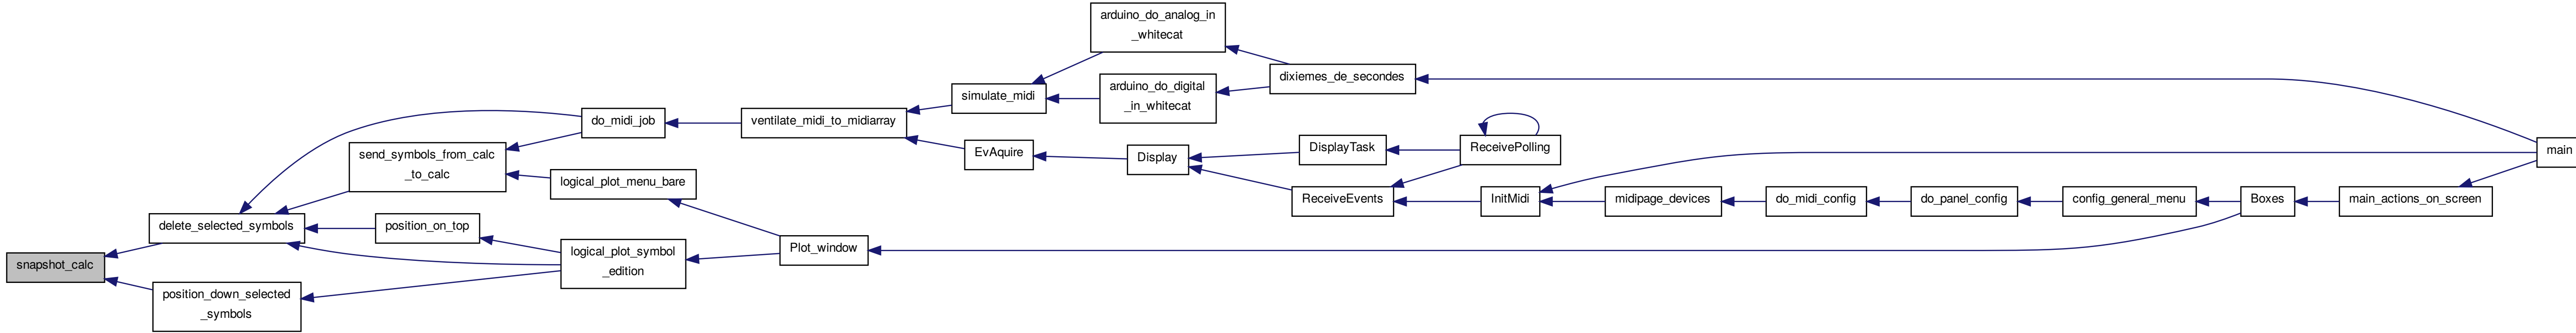 snapshot_calc
delete_selected_symbols
position_down_selected
_symbols
send_symbols_from_calc
_to_calc
position_on_top
do_midi_job
logical_plot_menu_bare
logical_plot_symbol
_edition
ventilate_midi_to_midiarray
Plot_window
simulate_midi
EvAquire
arduino_do_analog_in
_whitecat
arduino_do_digital
_in_whitecat
Display
dixiemes_de_secondes
DisplayTask
ReceiveEvents
ReceivePolling
InitMidi
midipage_devices
do_midi_config
do_panel_config
config_general_menu
Boxes
main_actions_on_screen
main